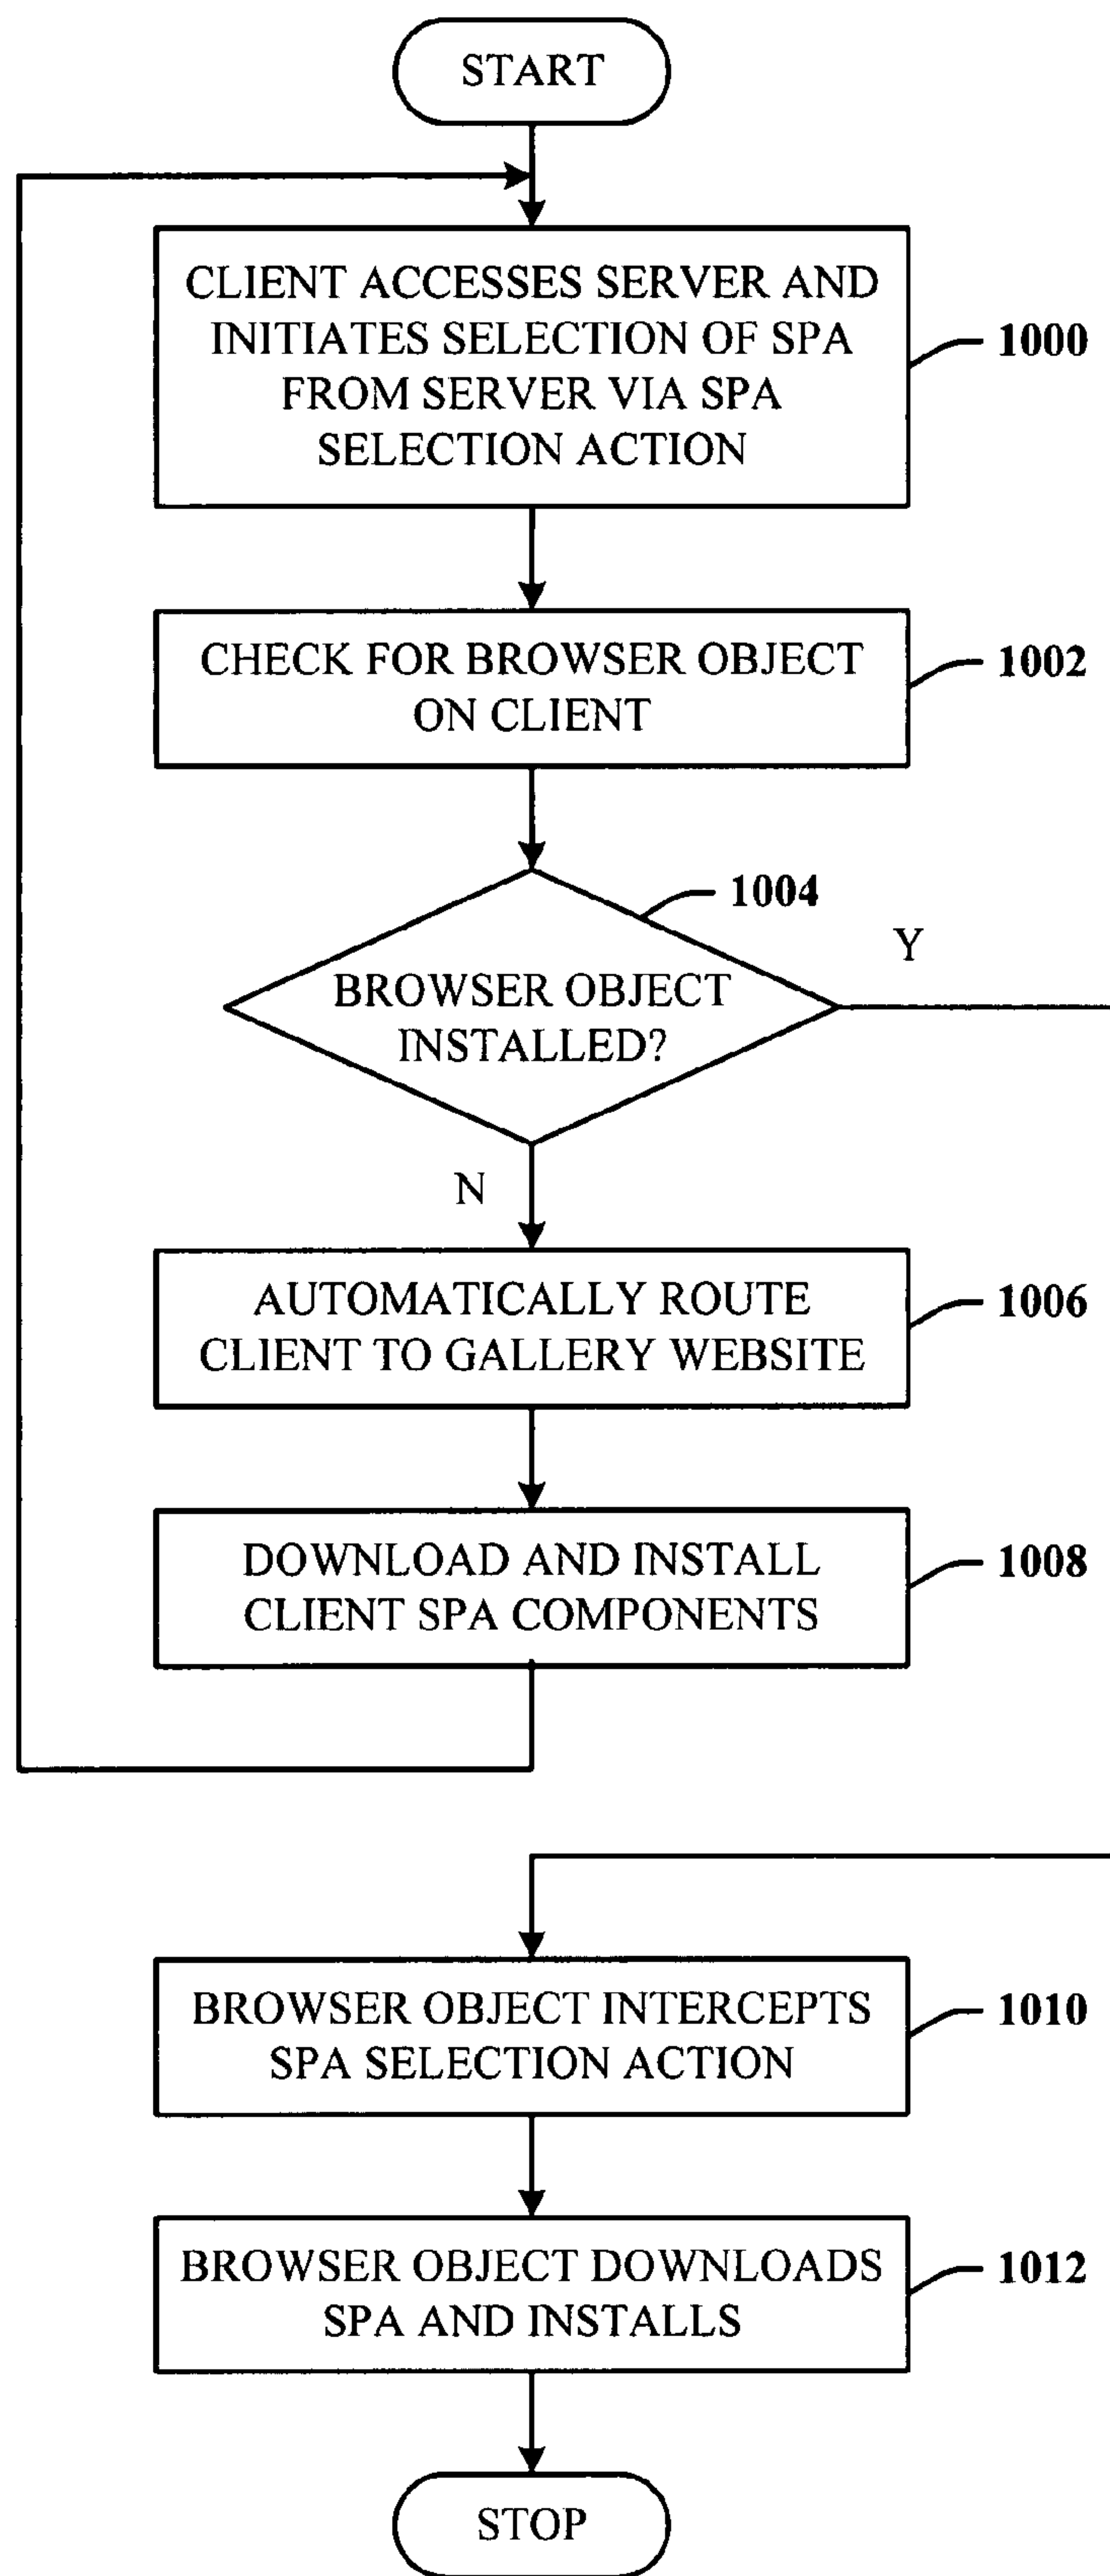 START
CLIENT ACCESSES SERVER AND
INITIATES SELECTION OF SPA
FROM SERVER VIA SPA
SELECTION ACTION
1000
CHECK FOR BROWSER OBJECT
ON CLIENT
1002
1004
Y
BROWSER OBJECT
INSTALLED?
N
AUTOMATICALLY ROUTE
CLIENT TO GALLERY WEBSITE
1006
DOWNLOAD AND INSTALL
CLIENT SPA COMPONENTS
1008
BROWSER OBJECT INTERCEPTS
SPA SELECTION ACTION
1010
BROWSER OBJECT DOWNLOADS
SPA AND INSTALLS
1012
STOP